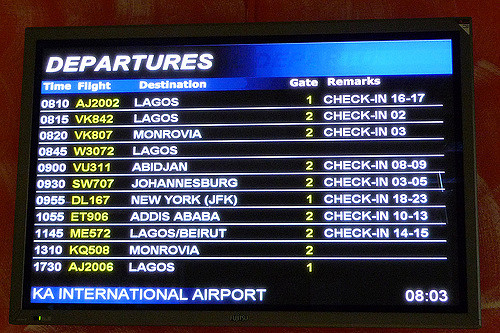 DEPARTURES
Time Flight Destination Gate Remarks
0810 AJ2002 LAGOS 1 CHECK-IN 16-17
0815 VK842 LAGOS 2 CHECK-IN 02
0820 VK807 MONROVIA 2 CHECK-IN 03
0845 W3072 LAGOS
0900 VU311 ABIDJAN 2 CHECK-IN 08-09
0930 SW707 JOHANNESBURG 2 CHECK-IN 03-05
0955 DL167 NEW YORK (JFK) 1 CHECK-IN 18-23
1055 ET906 ADDIS ABABA 2 CHECK-IN 10-13
1145 ME572 LAGOS/BEIRUT 2 CHECK-IN 14-15
1310 KQ508 MONROVIA 2
1730 AJ2006 LAGOS 1
KA INTERNATIONAL AIRPORT 08:03